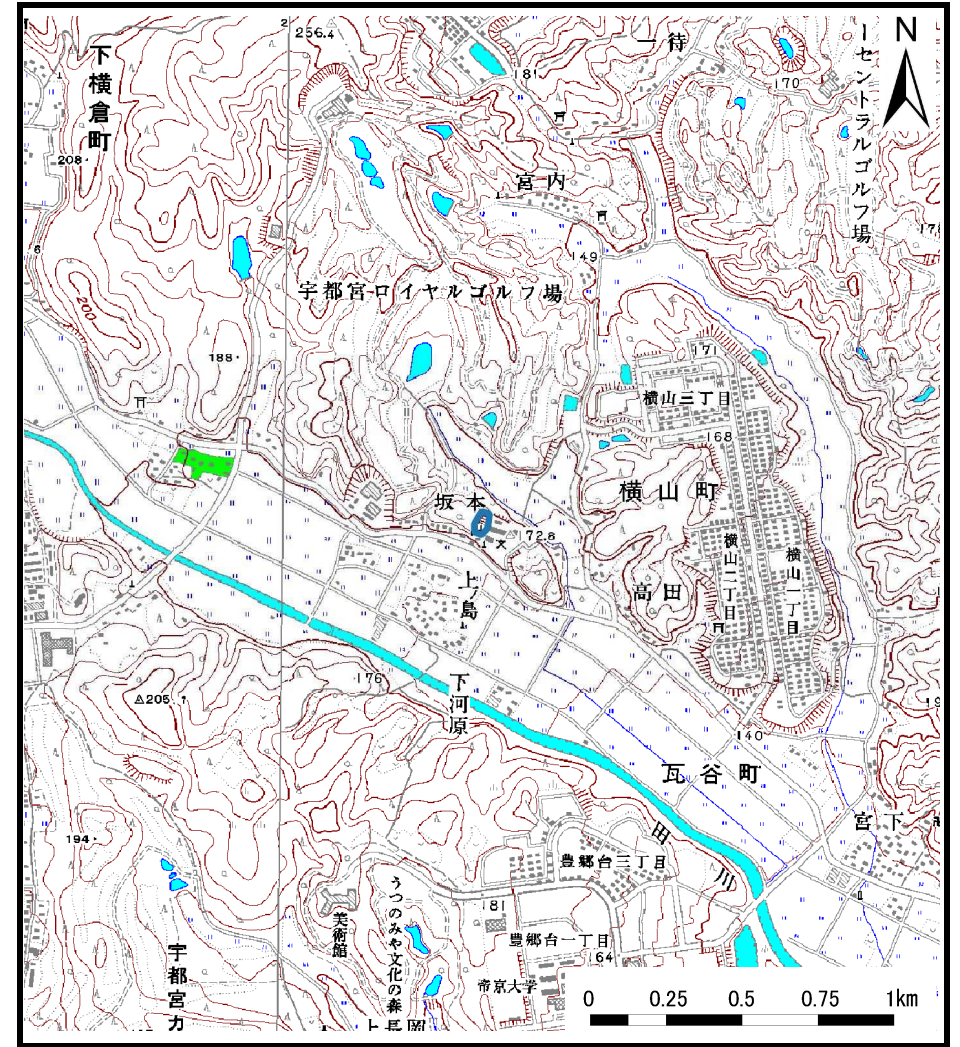 2
256.4
一待
N
下横倉町
181
170
ーセントラルゴルフ場
208
宮内
6
149
宇都宮ロイヤルゴルフ場
200
188
171
横山三丁目
168
坂本
横山町
172.8
横山二丁目
横山一丁目
上ノ島
高田
176
下河原
205.7
140
瓦谷町
宮下
194
田川
豊郷台三丁目
美術館
うつのみや文化の森
181
豊郷台一丁目
164
宇都宮カ
帝京大学
上長岡
0 0.25 0.5 0.75 1km